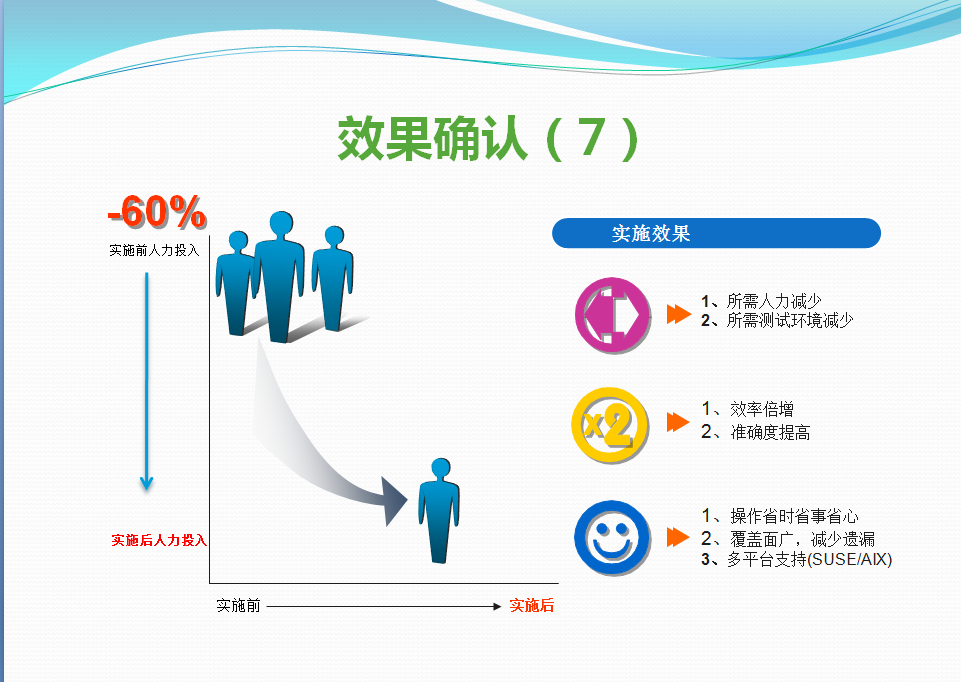 效果确认（7）
-60%
实施前人力投入
实施后人力投入
实施前
实施后
实施效果
1、所需人力减少
2、所需测试环境减少
x2
1、效率倍增
2、准确度提高
1、操作省时省事省心
2、覆盖面广，减少遗漏
3、多平台支持(SUSE/AIX)